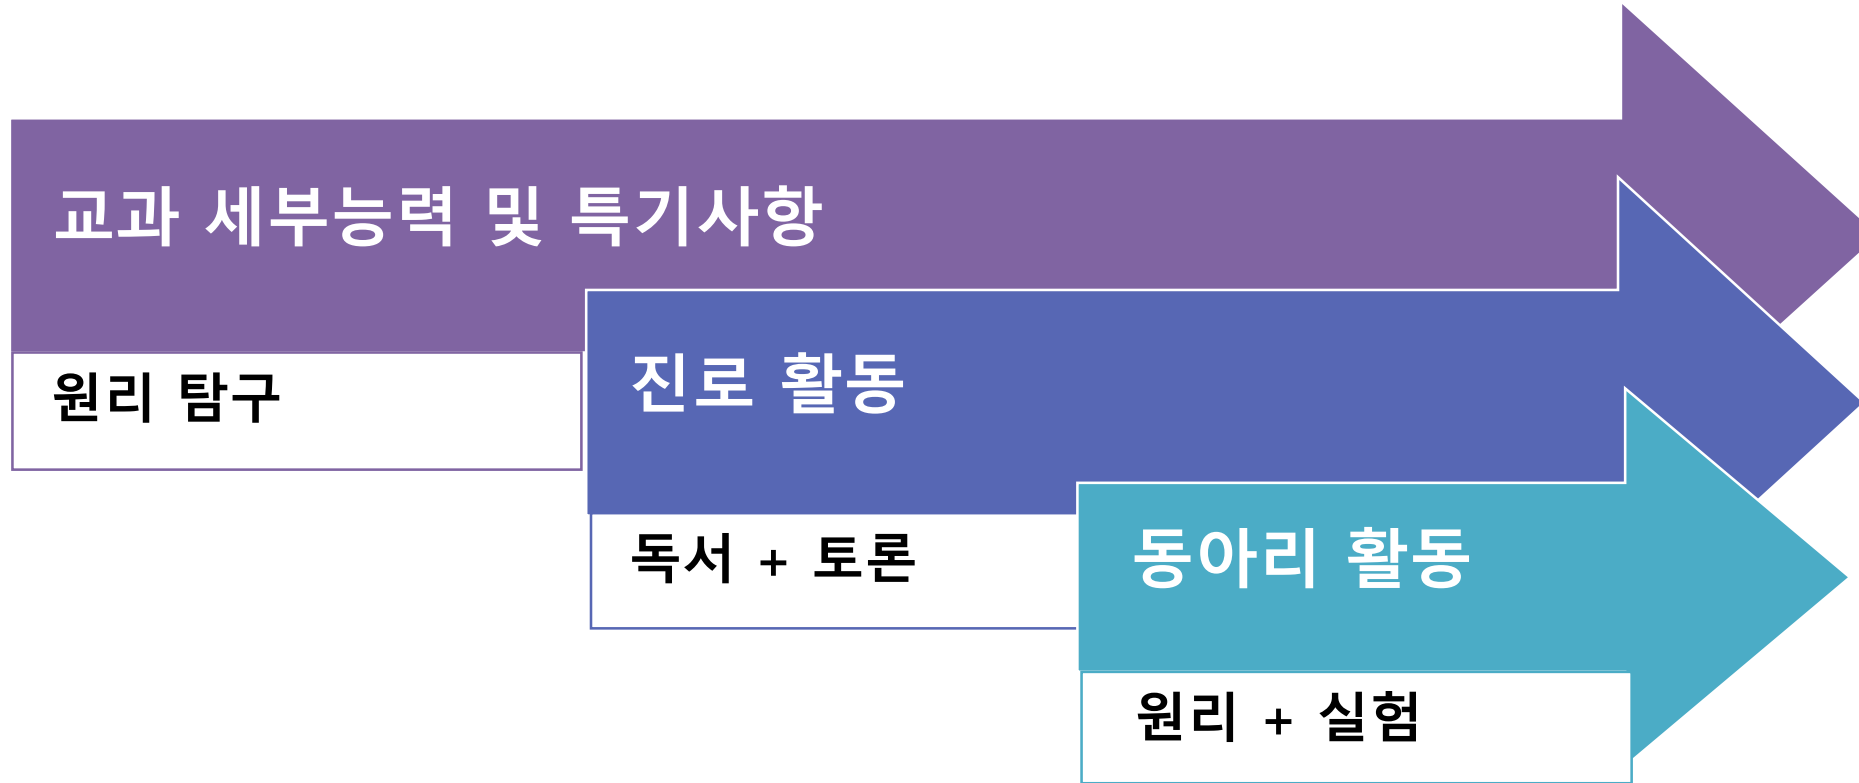 교과 세부능력 및 특기사항
원리 탐구
진로 활동
독서 + 토론
동아리 활동
원리 + 실험